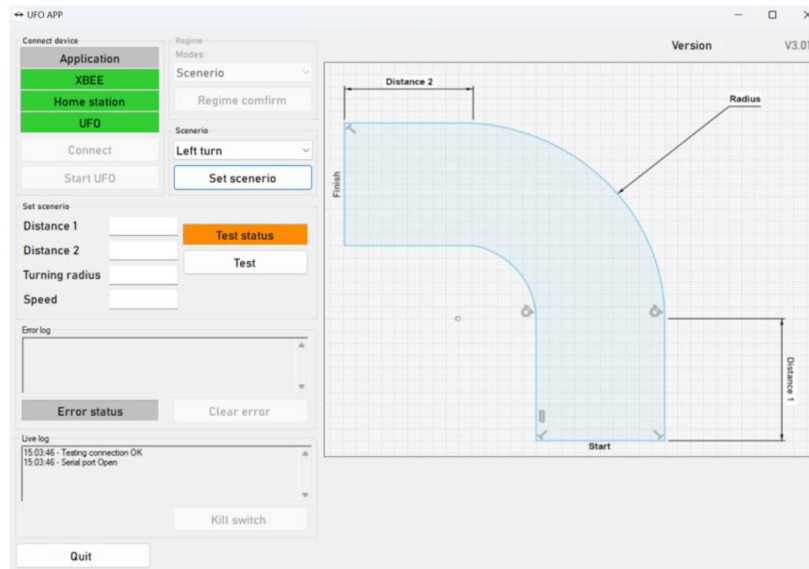 UFO APP
Version V3.01
Connect device
Application
XBEE
Home station
UFO
Connect
Start UFO
Regime
Modes
Scenerio
Regime comfirm
Scenerio
Left turn
Set scenerio
Set scenerio
Distance 1
Distance 2
Turning radius
Speed
Test status
Test
Error log
Error status
Clear error
Live log
15:03:46 - Testing connection OK
15:03:46 - Serial port Open
Kill switch
Quit
Distance 2
Radius
Finish
Distance 1
Start